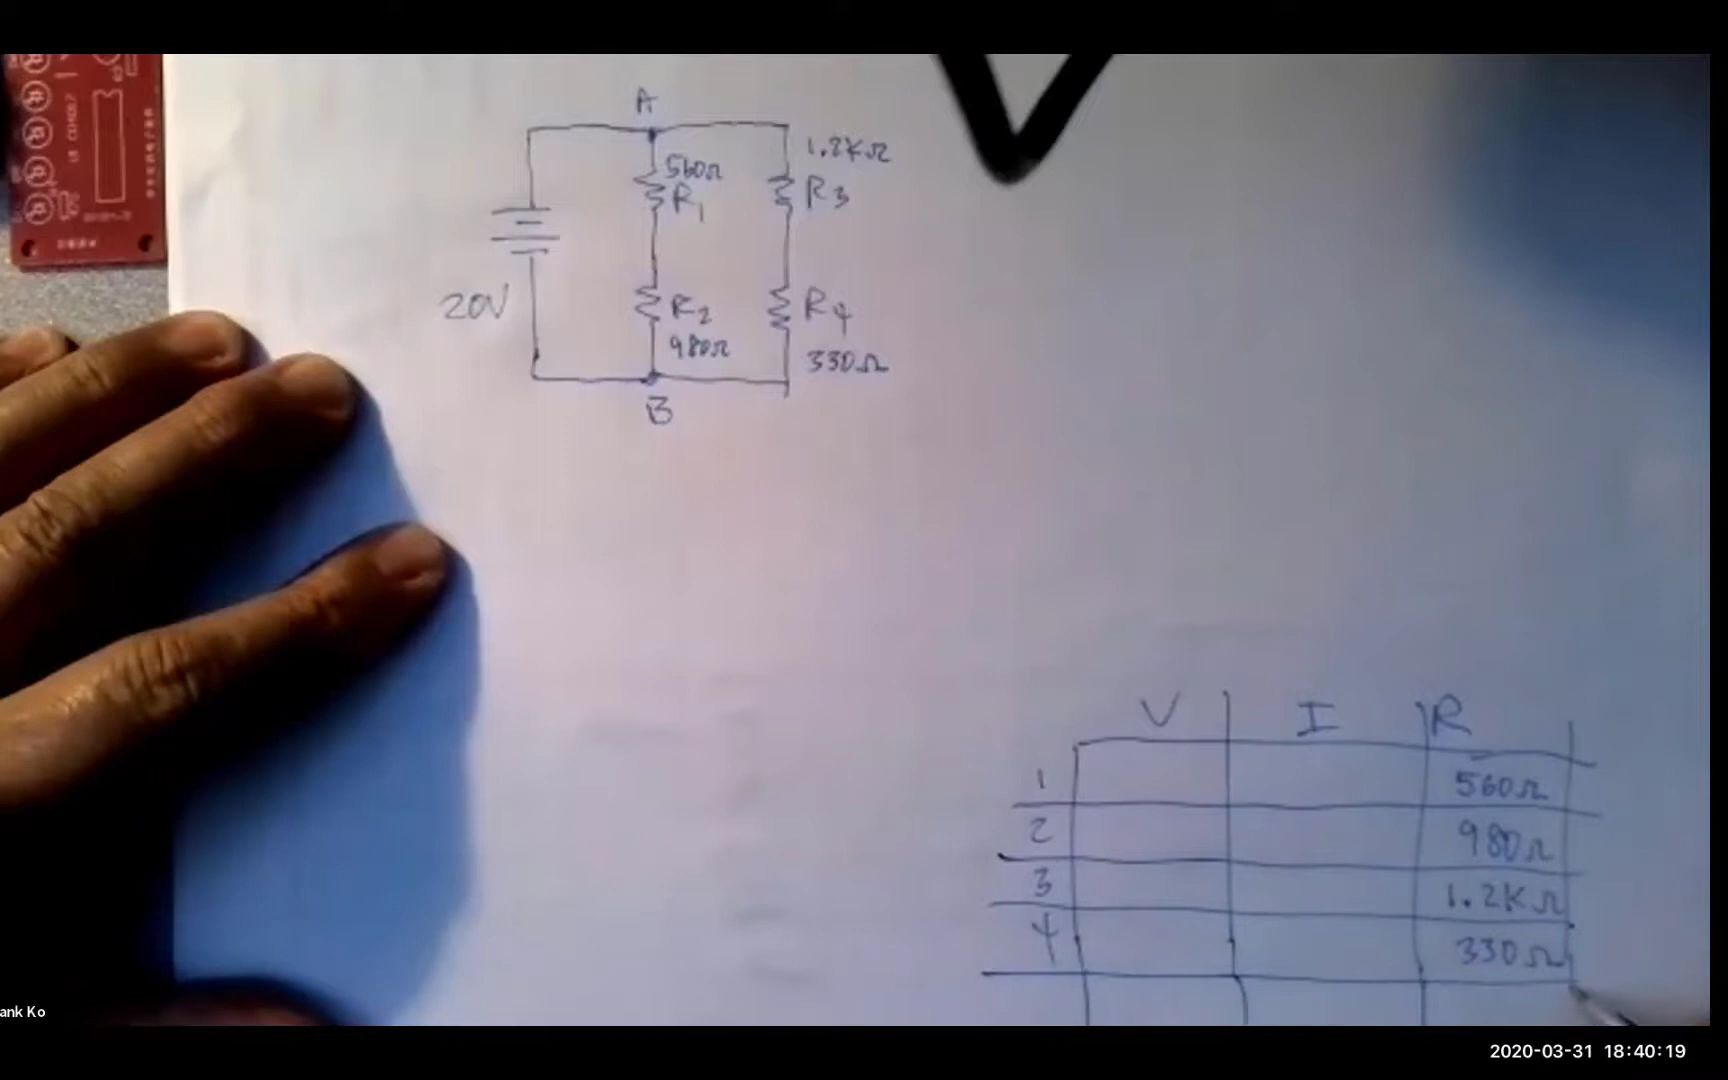 A
1.2KΩ
560Ω
R1
R3
20V
R2
R4
980Ω
330Ω
B
V I R
1 560Ω
2 980Ω
3 1.2KΩ
4 330Ω
ank Ko
2020-03-31 18:40:19